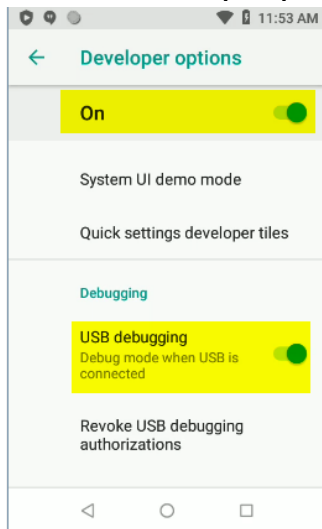 11:53 AM
Developer options
On
System UI demo mode
Quick settings developer tiles
Debugging
USB debugging
Debug mode when USB is
connected
Revoke USB debugging
authorizations